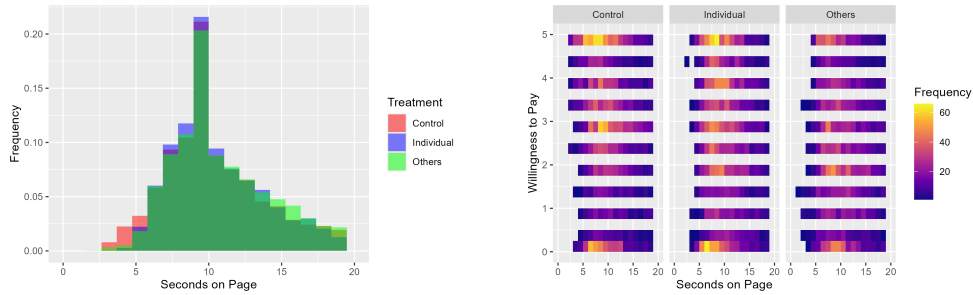 0.20
0.15
0.10
0.05
0.00
Frequency
0
5
10
15
20
Seconds on Page
Treatment
Control
Individual
Others
Control
Individual
Others
5
4
3
2
1
0
Willingness to Pay
0 5 10 15 20
0 5 10 15 20
0 5 10 15 20
Seconds on Page
Frequency
60
40
20